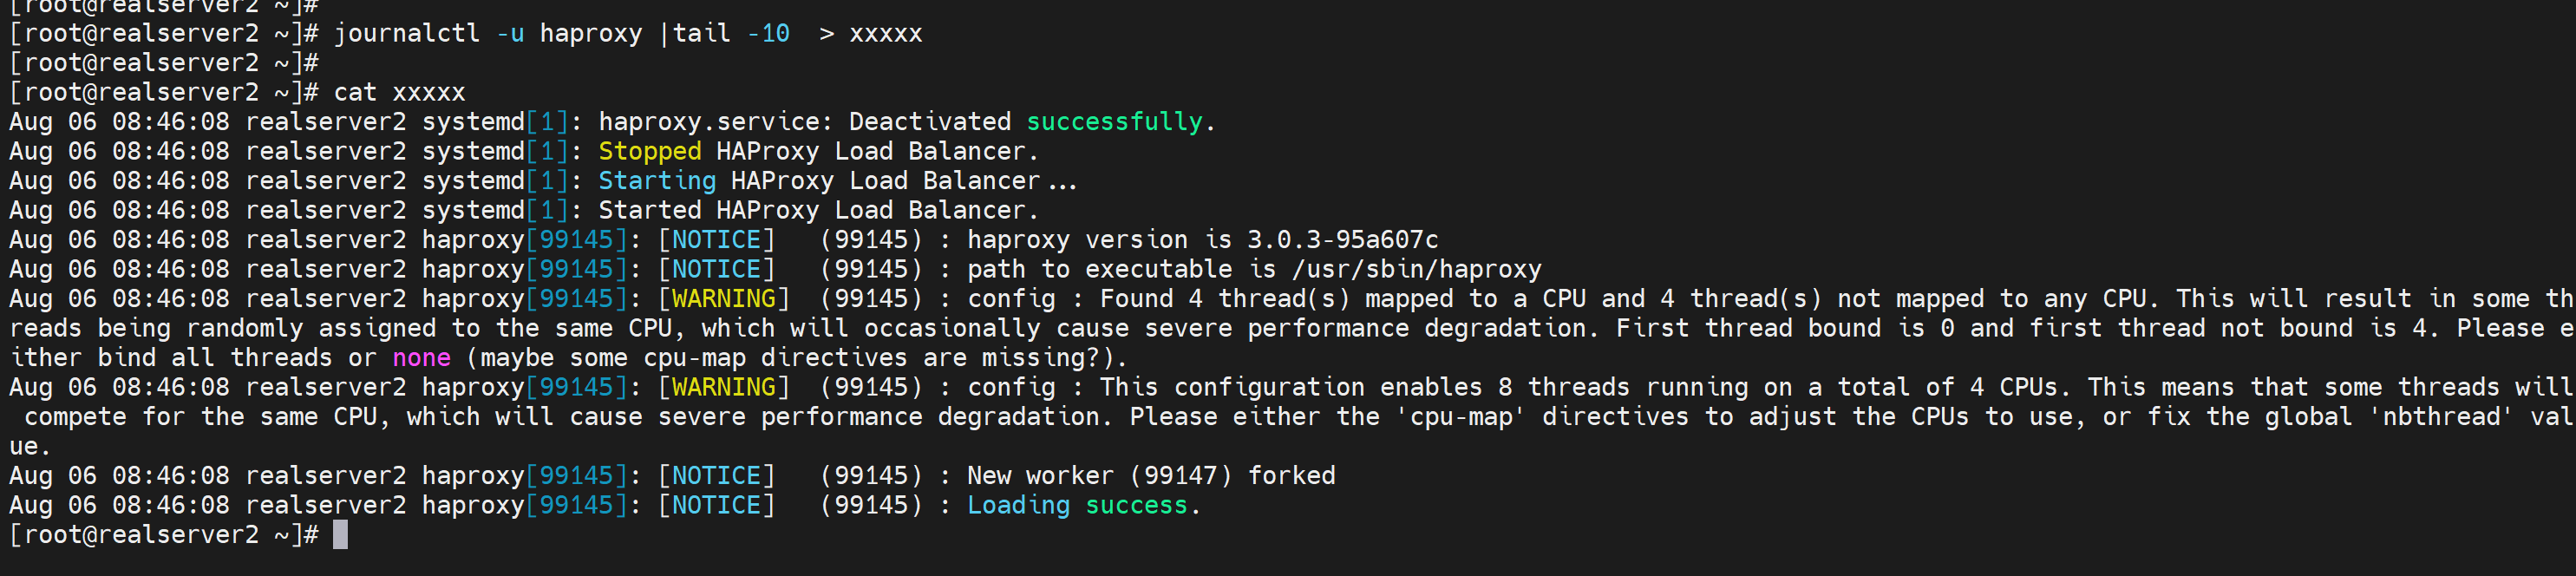 [root@realserver2 ~]#
[root@realserver2 ~]# journalctl -u haproxy |tail -10  > xxxxx
[root@realserver2 ~]#
[root@realserver2 ~]# cat xxxxx
Aug 06 08:46:08 realserver2 systemd[1]: haproxy.service: Deactivated successfully.
Aug 06 08:46:08 realserver2 systemd[1]: Stopped HAProxy Load Balancer.
Aug 06 08:46:08 realserver2 systemd[1]: Starting HAProxy Load Balancer...
Aug 06 08:46:08 realserver2 systemd[1]: Started HAProxy Load Balancer.
Aug 06 08:46:08 realserver2 haproxy[99145]: [NOTICE]   (99145) : haproxy version is 3.0.3-95a607c
Aug 06 08:46:08 realserver2 haproxy[99145]: [NOTICE]   (99145) : path to executable is /usr/sbin/haproxy
Aug 06 08:46:08 realserver2 haproxy[99145]: [WARNING]  (99145) : config : Found 4 thread(s) mapped to a CPU and 4 thread(s) not mapped to any CPU. This will result in some th
reads being randomly assigned to the same CPU, which will occasionally cause severe performance degradation. First thread bound is 0 and first thread not bound is 4. Please e
ither bind all threads or none (maybe some cpu-map directives are missing?).
Aug 06 08:46:08 realserver2 haproxy[99145]: [WARNING]  (99145) : config : This configuration enables 8 threads running on a total of 4 CPUs. This means that some threads will
 compete for the same CPU, which will cause severe performance degradation. Please either the 'cpu-map' directives to adjust the CPUs to use, or fix the global 'nbthread' val
ue.
Aug 06 08:46:08 realserver2 haproxy[99145]: [NOTICE]   (99145) : New worker (99147) forked
Aug 06 08:46:08 realserver2 haproxy[99145]: [NOTICE]   (99145) : Loading success.
[root@realserver2 ~]#